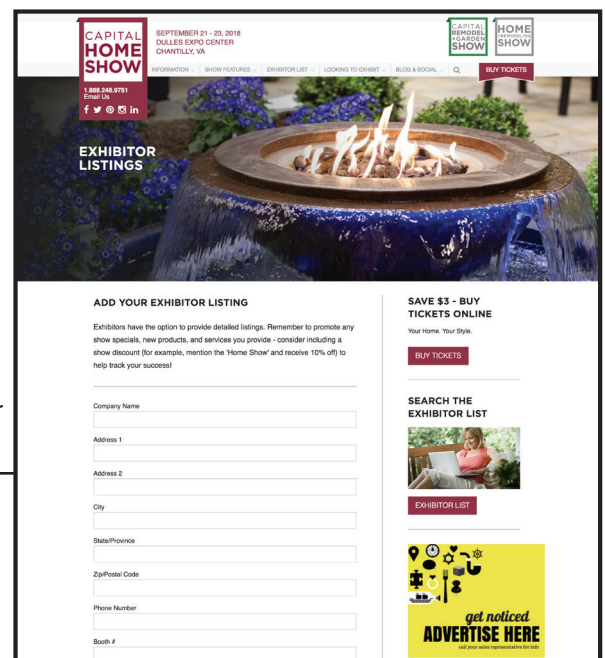 CAPITAL
HOME
SHOW
SEPTEMBER 21 - 23, 2018
DULLES EXPO CENTER
CHANTILLY, VA
CAPITAL
REMODEL
+GARDEN
SHOW
HOME
+REMODELING
SHOW
INFORMATION
SHOW FEATURES
EXHIBITOR LIST
LOOKING TO EXHIBIT
BLOG & SOCIAL
BUY TICKETS
1.888.248.9751
Email Us
EXHIBITOR
LISTINGS
ADD YOUR EXHIBITOR LISTING
Exhibitors have the option to provide detailed listings. Remember to promote any
show specials, new products, and services you provide - consider including a
show discount (for example, mention the 'Home Show' and receive 10% off) to
help track your success!
Company Name
Address 1
Address 2
City
State/Province
Zip/Postal Code
Phone Number
Booth #
SAVE $3 - BUY
TICKETS ONLINE
Your Home. Your Style.
BUY TICKETS
SEARCH THE
EXHIBITOR LIST
EXHIBITOR LIST
get noticed
ADVERTISE HERE
call your sales representative for info